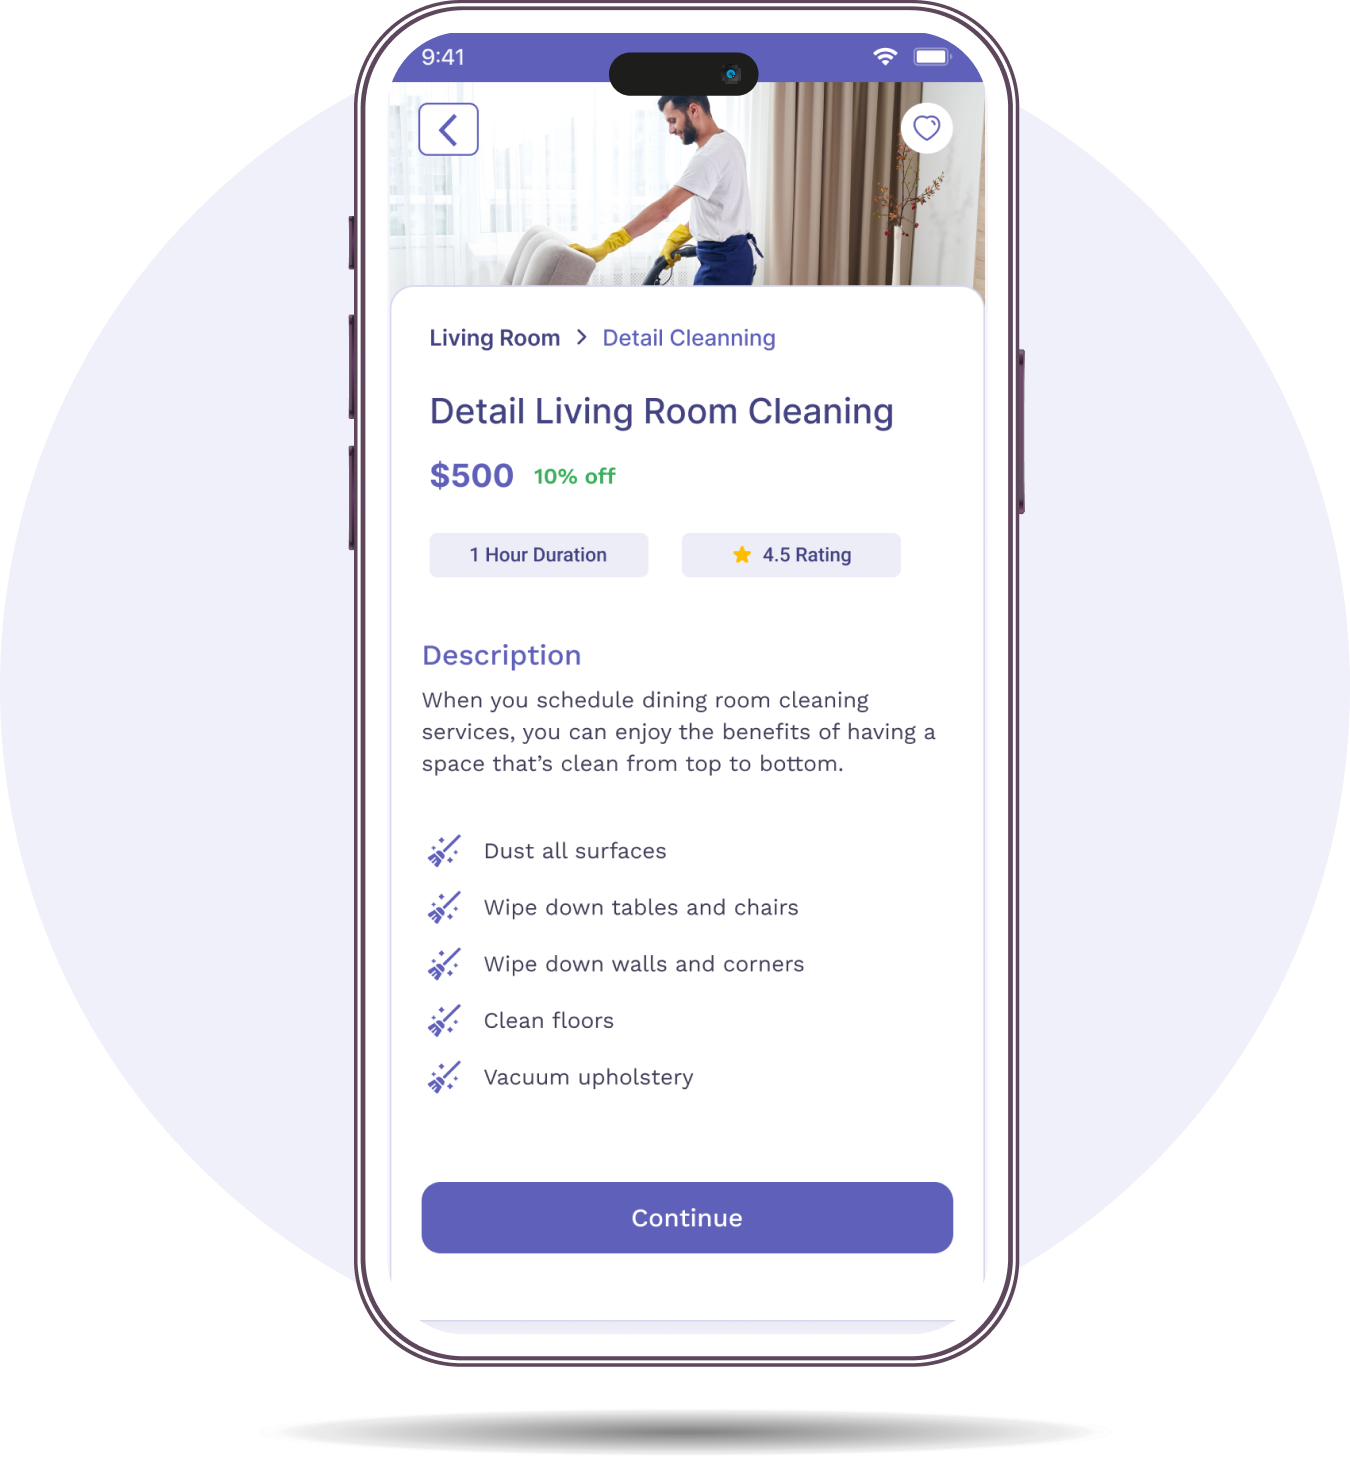 9:41
Living Room > Detail Cleanning
Detail Living Room Cleaning
$500 10% off
1 Hour Duration
4.5 Rating
Description
When you schedule dining room cleaning
services, you can enjoy the benefits of having a
space that’s clean from top to bottom.
Dust all surfaces
Wipe down tables and chairs
Wipe down walls and corners
Clean floors
Vacuum upholstery
Continue